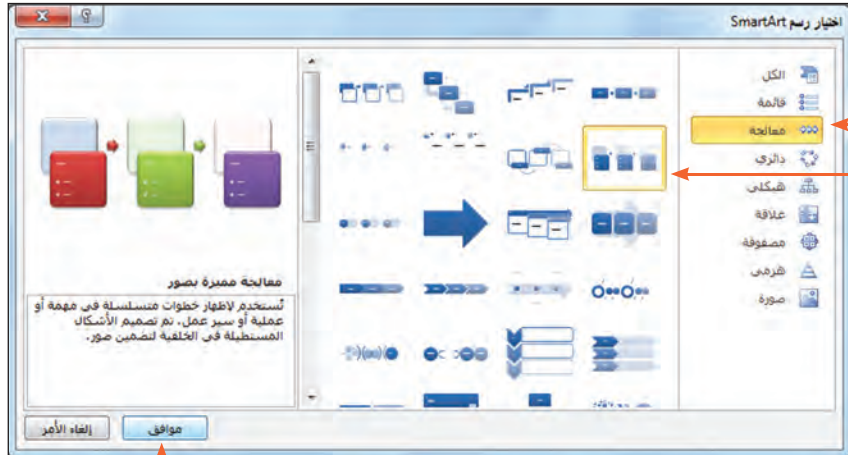 اختيار رسم SmartArt
الكل
قائمة
معالجة
دائري
هيكلي
علاقة
مصفوفة
هرمي
صورة
معالجة مميزة بصور
تُستخدم لاظهار خطوات متسلسلة في مهمة أو
عملية أو سير عمل. تم تصميم الأشكال
المستطيلة في الخلفية لتضمين صور.
موافق
إلغاء الأمر